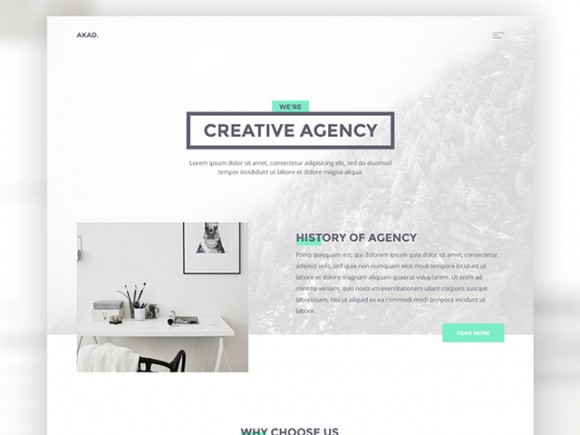 AKAD.
WE'RE
CREATIVE AGENCY
Lorem ipsum dolor sit amet, consectetur adipisicing elit, sed do eiusmod
tempor incididunt ut labore et dolore magna aliqua.
HISTORY OF AGENCY
Porro quisquam est, qui dolorem ipsum quia dolor sit amet, consectetur,
adipisci velit, sed quia non numquam eius modi tempora incidunt ut
labore et dolore magnam aliquam quaerat voluptatem. Ut enim ad
minima veniam, quis nostrum exercitationem ullam corporis suscipit
laboriosam, nisi ut aliquid ex ea commodi modi tempora incidunt ut
labore.
READ MORE
WHY CHOOSE US